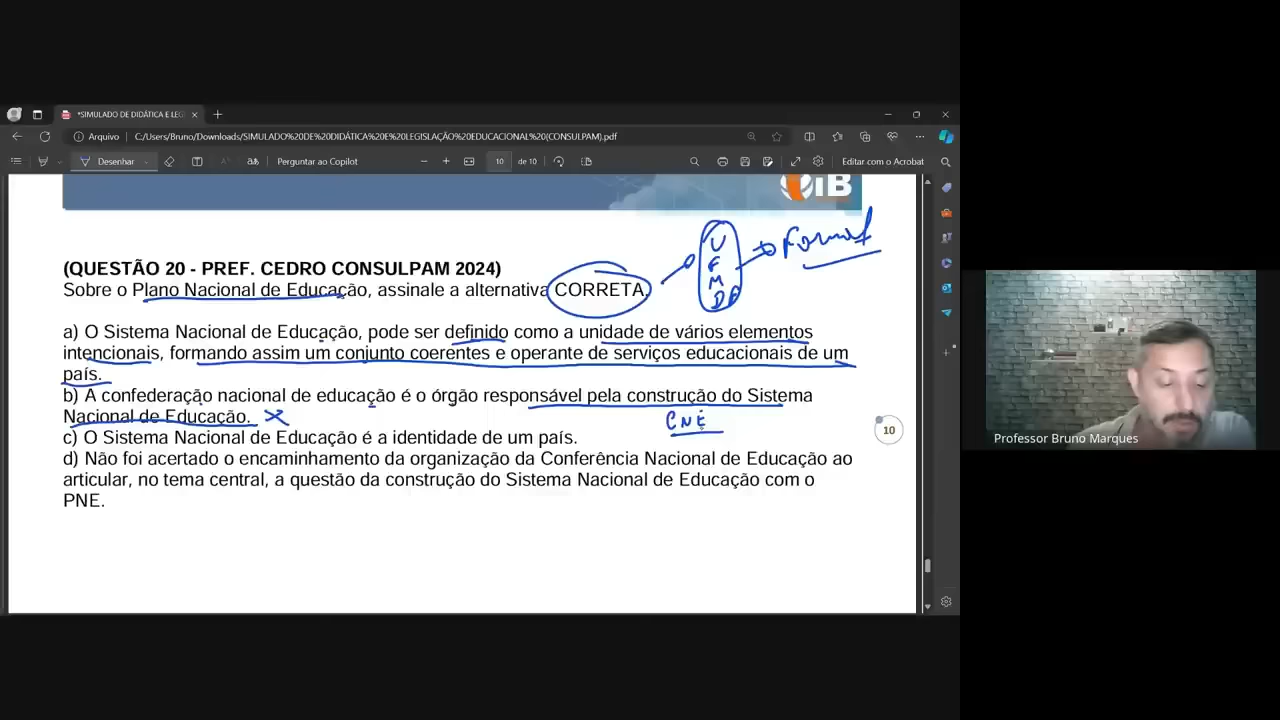 *SIMULADO DE DIDÁTICA E LEG
Arquivo C:/Users/Bruno/Downloads/SIMULADO%20DE%20DIDÁTICA%20E%20LEGISLAÇÃO%20EDUCACIONAL%20(CONSULPAM).pdf
Desenhar Perguntar ao Copilot 10 de 10 Editar com o Acrobat
iB
U
F
M
DF
Formal
(QUESTÃO 20 - PREF. CEDRO CONSULPAM 2024)
Sobre o Plano Nacional de Educação, assinale a alternativa CORRETA.
a) O Sistema Nacional de Educação, pode ser definido como a unidade de vários elementos
intencionais, formando assim um conjunto coerentes e operante de serviços educacionais de um
país.
b) A confederação nacional de educação é o órgão responsável pela construção do Sistema
Nacional de Educação. X
CNE
c) O Sistema Nacional de Educação é a identidade de um país.
10
d) Não foi acertado o encaminhamento da organização da Conferência Nacional de Educação ao
articular, no tema central, a questão da construção do Sistema Nacional de Educação com o
PNE.
Professor Bruno Marques